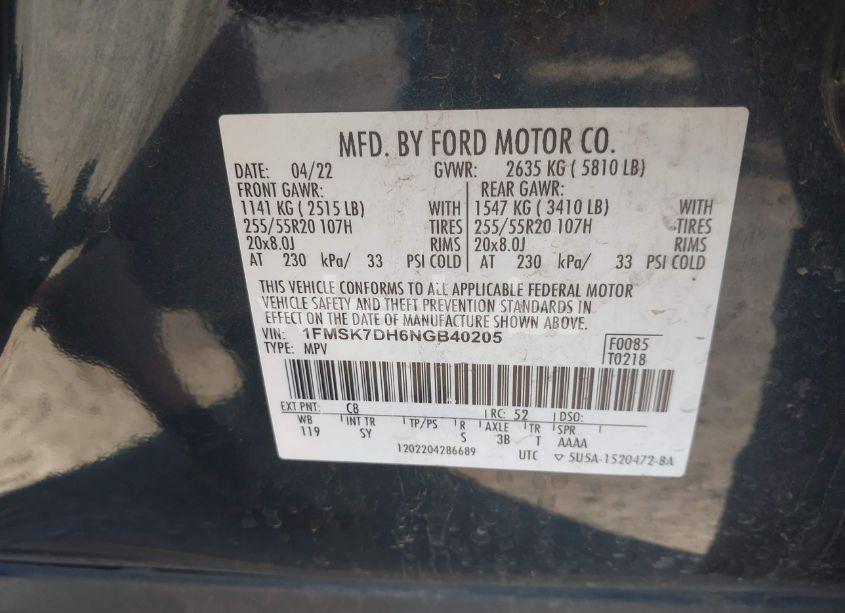 MFD. BY FORD MOTOR CO.
DATE: 04/22 GVWR: 2635 KG ( 5810 LB)
FRONT GAWR: REAR GAWR:
1141 KG ( 2515 LB) WITH 1547 KG ( 3410 LB) WITH
255/55R20 107H TIRES 255/55R20 107H TIRES
20x8.0J RIMS 20x8.0J RIMS
AT 230 kPa/ 33 PSI COLD AT 230 kPa/ 33 PSI COLD
THIS VEHICLE CONFORMS TO ALL APPLICABLE FEDERAL MOTOR
VEHICLE SAFETY AND THEFT PREVENTION STANDARDS IN
EFFECT ON THE DATE OF MANUFACTURE SHOWN ABOVE.
VIN: 1FMSK7DH6NGB40205 F0085
TYPE: MPV T0218
EXT PNT: C8 RC: 52 DSO:
WB INT TR TP/PS R AXLE TR SPR
119 SY S 3B T AAAA
1202204286689 UTC ▽ 5U5A-1520472-BA